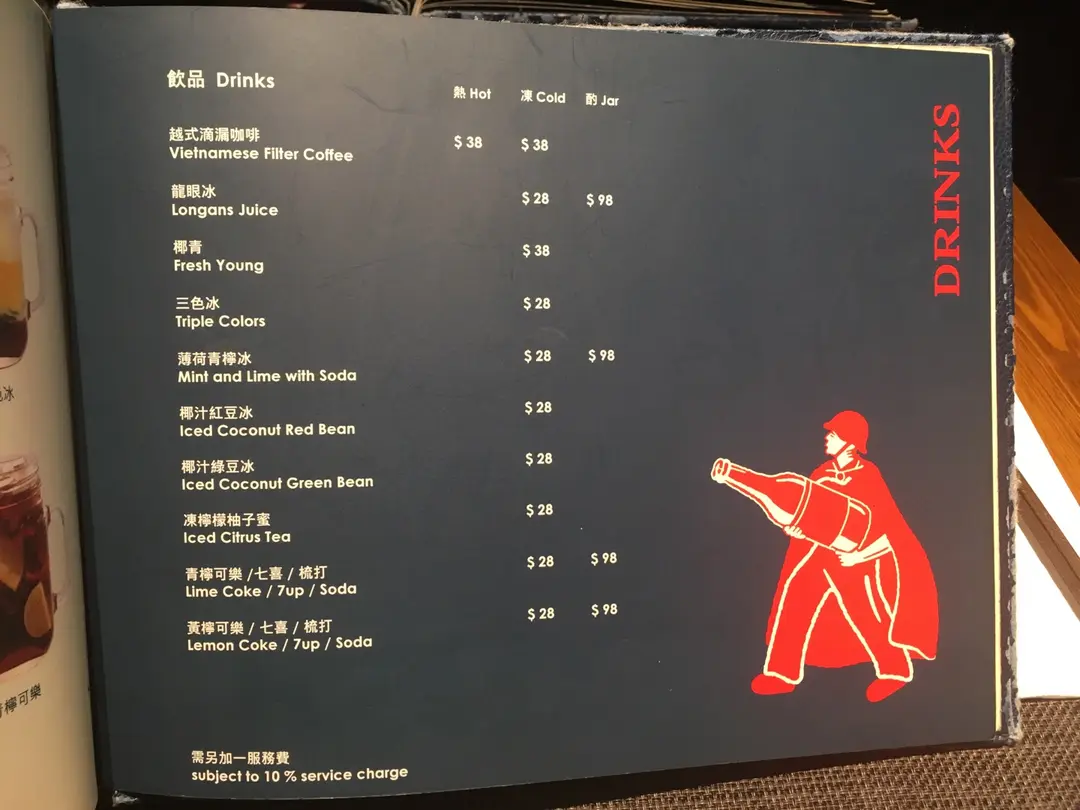 飲品 Drinks
熱 Hot 凍 Cold 酌 Jar
越式滴漏咖啡
Vietnamese Filter Coffee $ 38 $ 38
龍眼冰
Longans Juice $ 28 $ 98
椰青
Fresh Young $ 38
三色冰
Triple Colors $ 28
薄荷青檸冰
Mint and Lime with Soda $ 28 $ 98
椰汁紅豆冰
Iced Coconut Red Bean $ 28
椰汁綠豆冰
Iced Coconut Green Bean $ 28
凍檸檬柚子蜜
Iced Citrus Tea $ 28
青檸可樂 /七喜 / 梳打
Lime Coke / 7up / Soda $ 28 $ 98
黃檸可樂 / 七喜 / 梳打
Lemon Coke / 7up / Soda $ 28 $ 98
需另加一服務費
subject to 10 % service charge
DRINKS
冰
檸可樂